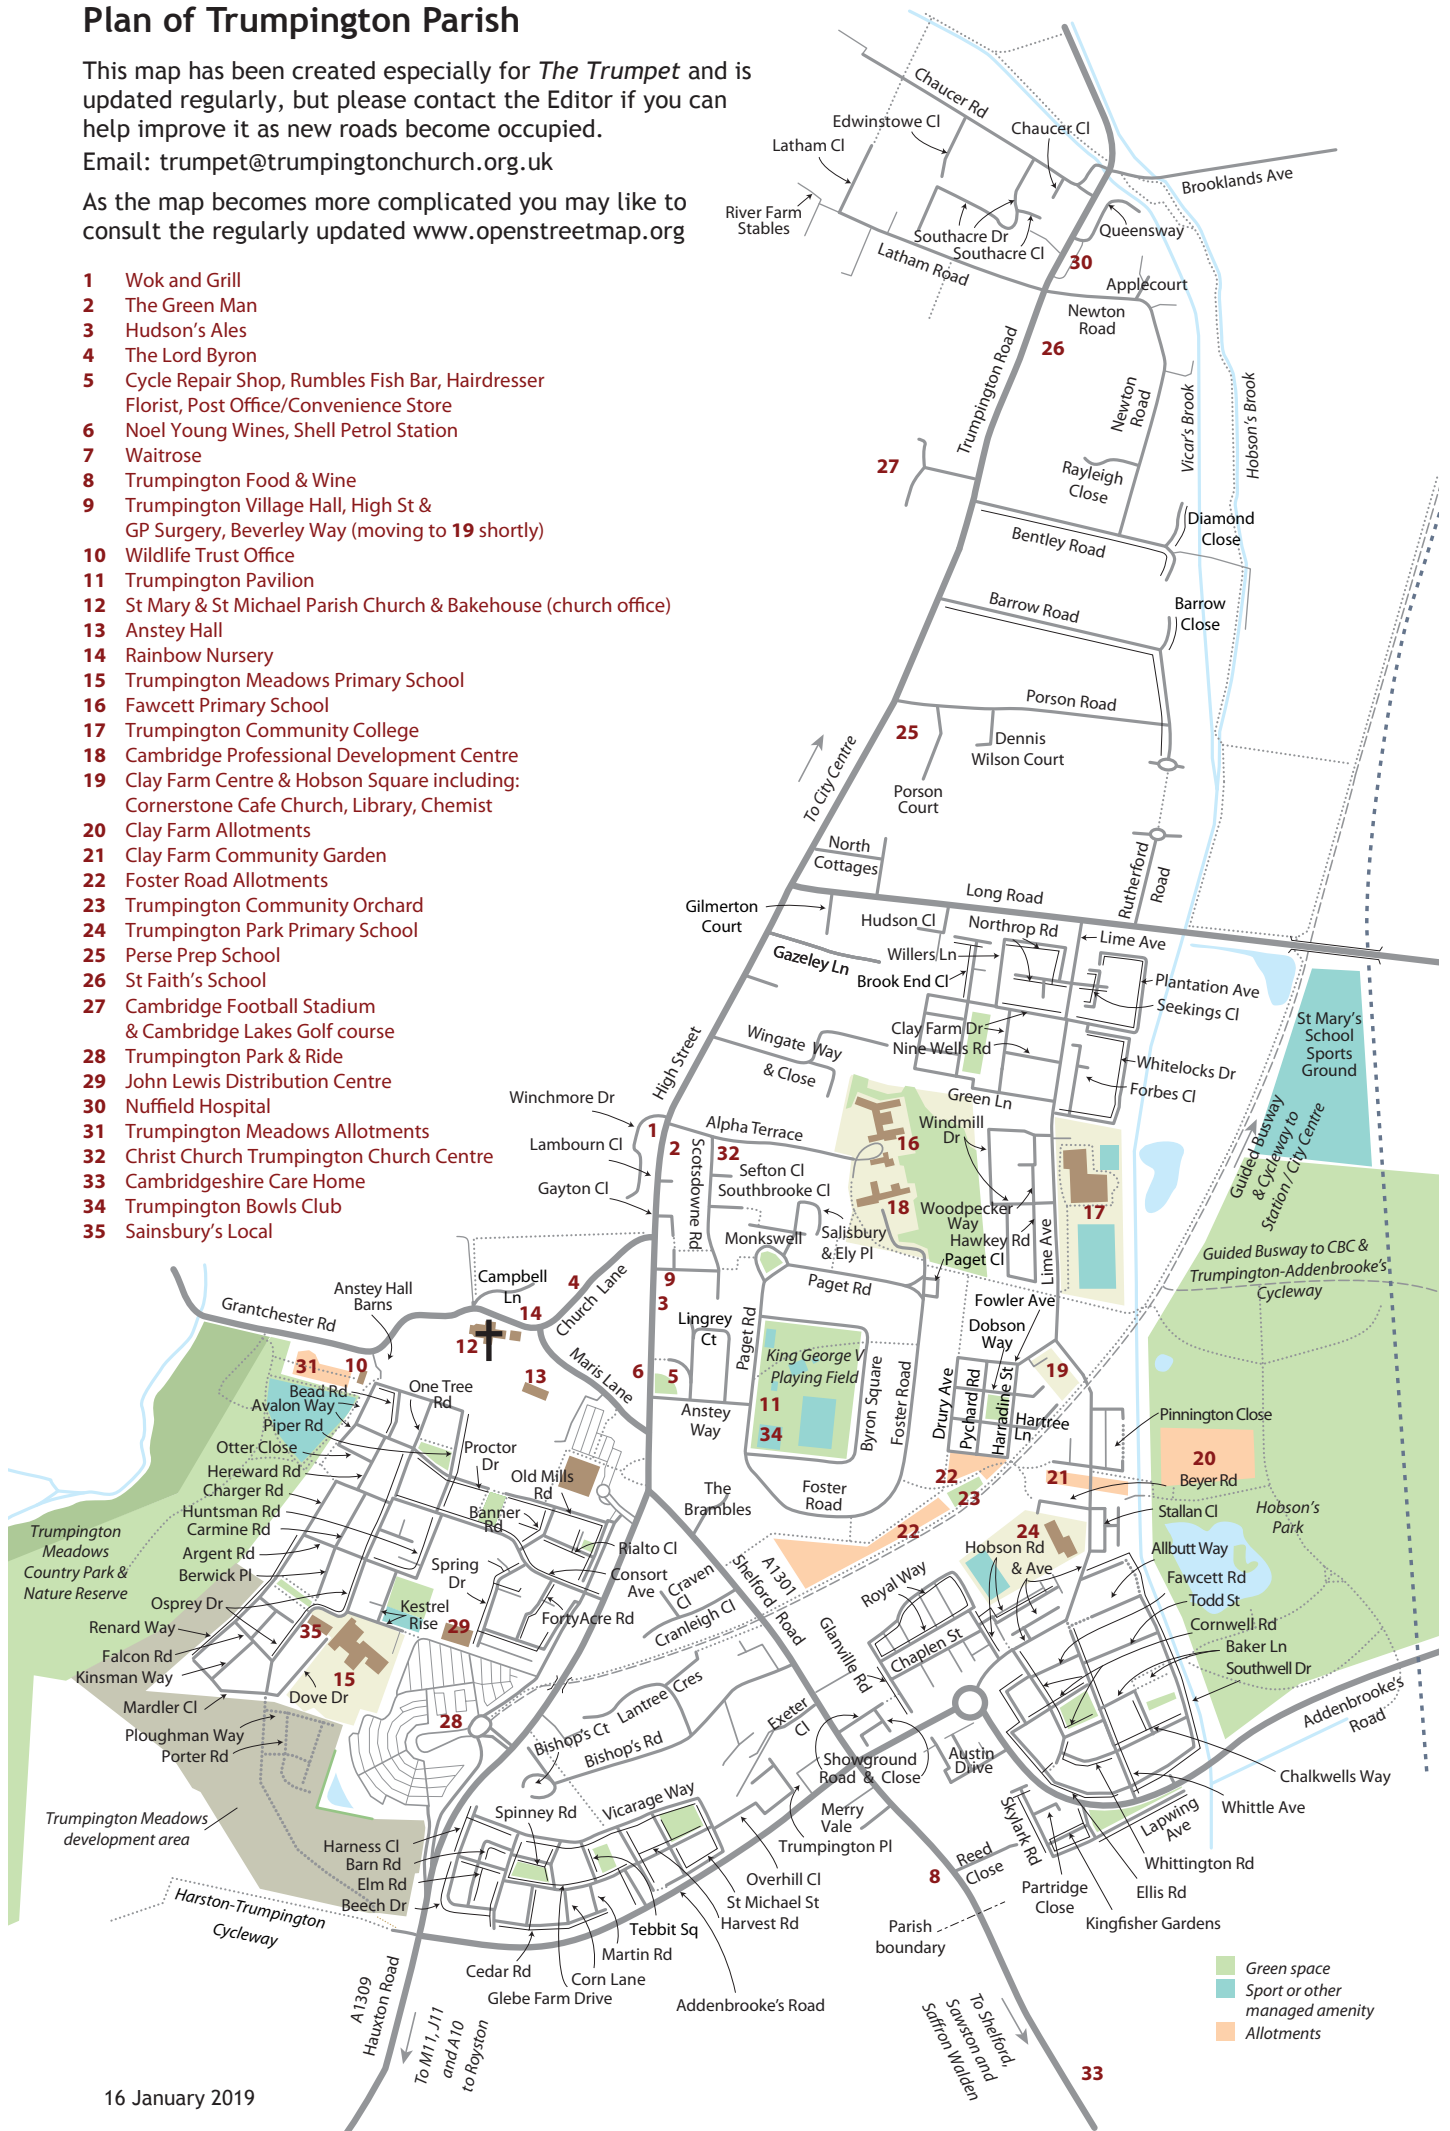 Plan of Trumpington Parish
This map has been created especially for The Trumpet and is
updated regularly, but please contact the Editor if you can
help improve it as new roads become occupied.
Email: trumpet@trumpingtonchurch.org.uk
As the map becomes more complicated you may like to
consult the regularly updated www.openstreetmap.org
1 Wok and Grill
2 The Green Man
3 Hudson's Ales
4 The Lord Byron
5 Cycle Repair Shop, Rumbles Fish Bar, Hairdresser
Florist, Post Office/Convenience Store
6 Noel Young Wines, Shell Petrol Station
7 Waitrose
8 Trumpington Food & Wine
9 Trumpington Village Hall, High St &
GP Surgery, Beverley Way (moving to 19 shortly)
10 Wildlife Trust Office
11 Trumpington Pavilion
12 St Mary & St Michael Parish Church & Bakehouse (church office)
13 Anstey Hall
14 Rainbow Nursery
15 Trumpington Meadows Primary School
16 Fawcett Primary School
17 Trumpington Community College
18 Cambridge Professional Development Centre
19 Clay Farm Centre & Hobson Square including:
Cornerstone Cafe Church, Library, Chemist
20 Clay Farm Allotments
21 Clay Farm Community Garden
22 Foster Road Allotments
23 Trumpington Community Orchard
24 Trumpington Park Primary School
25 Perse Prep School
26 St Faith's School
27 Cambridge Football Stadium
& Cambridge Lakes Golf course
28 Trumpington Park & Ride
29 John Lewis Distribution Centre
30 Nuffield Hospital
31 Trumpington Meadows Allotments
32 Christ Church Trumpington Church Centre
33 Cambridgeshire Care Home
34 Trumpington Bowls Club
35 Sainsbury's Local
Chaucer Rd
Edwinstowe Cl
Chaucer Cl
Latham Cl
Brooklands Ave
River Farm
Stables
Southacre Dr
Southacre Cl
Queensway
Latham Road
30
Applecourt
Newton
Road
26
Trumpington Road
Newton
Road
Vicar's Brook
Hobson's Brook
27
Rayleigh
Close
Diamond
Close
Bentley Road
Barrow Road
Barrow
Close
Porson Road
25
Dennis
Wilson Court
To City Centre
Porson
Court
North
Cottages
Rutherford
Road
Long Road
Gilmerton
Court
Hudson Cl
Northrop Rd
Lime Ave
Gazeley Ln
Willers Ln
Brook End Cl
Plantation Ave
Seekings Cl
St Mary's
School
Sports
Ground
Clay Farm Dr
Nine Wells Rd
Wingate Way
& Close
High Street
Whitelocks Dr
Forbes Cl
Green Ln
Winchmore Dr
Alpha Terrace
Windmill
Dr
Guided Busway
& Cycleway to
Station / City Centre
1
2
32
16
Lambourn Cl
Scotsdowne Rd
Sefton Cl
Southbrooke Cl
Gayton Cl
18
17
Woodpecker
Way
Hawkey Rd
Lime Ave
Salisbury
& Ely Pl
Monkswell
Paget Cl
Guided Busway to CBC &
Trumpington-Addenbrooke's
Cycleway
Campbell
Ln
4
Church Lane
9
Paget Rd
Anstey Hall
Barns
Grantchester Rd
14
3
Fowler Ave
Dobson
Way
Lingrey
Ct
Paget Rd
12
King George V
Playing Field
19
31
10
13
Maris Lane
6
5
Byron Square
Foster Road
Drury Ave
Pychard Rd
Harradine St
Bead Rd
Avalon Way
Piper Rd
One Tree
Rd
11
Anstey
Way
34
Hartree
Ln
Pinnington Close
Otter Close
Proctor
Dr
20
Hereward Rd
Charger Rd
Old Mills
Rd
22
21
Beyer Rd
The
Brambles
Foster
Road
23
Huntsman Rd
Carmine Rd
Banner
Rd
Stallan Cl
Hobson's
Park
Trumpington
Meadows
Country Park &
Nature Reserve
22
24
Argent Rd
Berwick Pl
Rialto Cl
Hobson Rd
& Ave
Allbutt Way
Spring
Dr
Consort
Ave
Craven
Cl
A1301
Shelford Road
Royal Way
Fawcett Rd
Todd St
Osprey Dr
Kestrel
Rise
29
FortyAcre Rd
Cranleigh Cl
Cornwell Rd
Renard Way
35
Glanville Rd
Chaplen St
Baker Ln
Falcon Rd
Southwell Dr
Kinsman Way
15
Dove Dr
Lantree Cres
Mardler Cl
28
Bishop's Ct
Bishop's Rd
Exeter
Cl
Addenbrooke's
Road
Ploughman Way
Porter Rd
Showground
Road & Close
Austin
Drive
Chalkwells Way
Trumpington Meadows
development area
Spinney Rd
Vicarage Way
Merry
Vale
Skylark Rd
Lapwing
Ave
Whittle Ave
Harness Cl
Trumpington Pl
Reed
Close
Whittington Rd
Barn Rd
Elm Rd
Overhill Cl
8
Partridge
Close
Ellis Rd
Beech Dr
St Michael St
Harvest Rd
Kingfisher Gardens
Harston-Trumpington
Cycleway
Tebbit Sq
Parish
boundary
Martin Rd
Cedar Rd
Corn Lane
Glebe Farm Drive
Addenbrooke's Road
A1309
Hauxton Road
To M11, J11
and A10
to Royston
To Shelford,
Sawston and
Saffron Walden
Green space
Sport or other
managed amenity
Allotments
33
16 January 2019